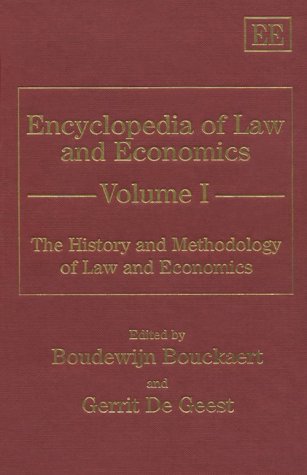 EE
Encyclopedia of Law
and Economics
Volume I
The History and Methodology
of Law and Economics
Edited by
Boudewijn Bouckaert
and
Gerrit De Geest